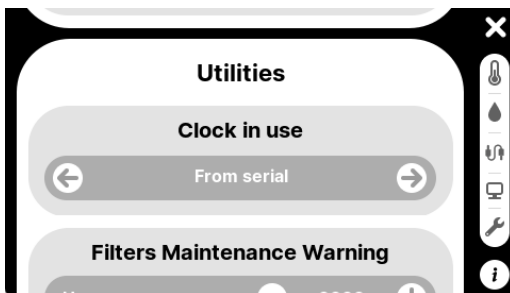 Utilities
Clock in use
From serial
Filters Maintenance Warning
i